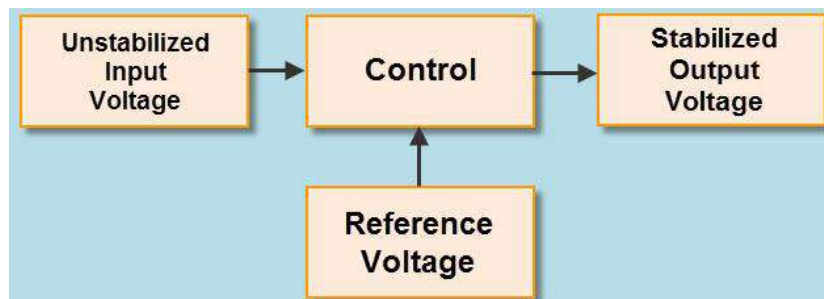 Unstabilized
Input
Voltage
Control
Stabilized
Output
Voltage
Reference
Voltage